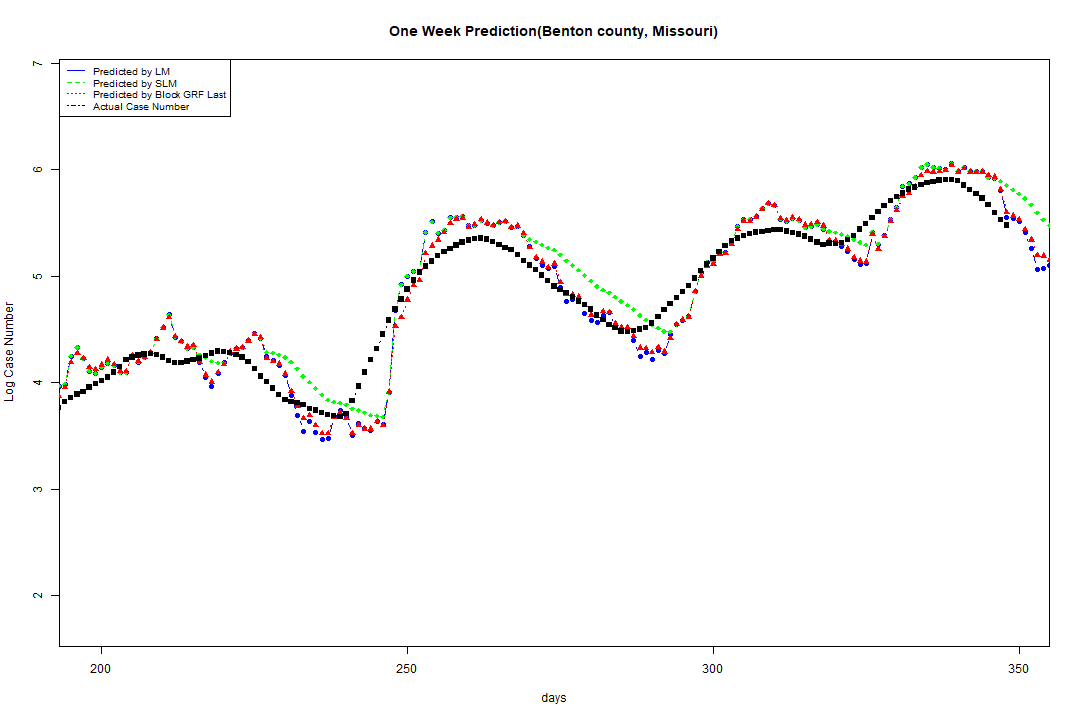 One Week Prediction(Benton county, Missouri)
Predicted by LM
Predicted by SLM
Predicted by Block GRF Last
Actual Case Number
Log Case Number
7
6
5
4
3
2
200
250
300
350
days